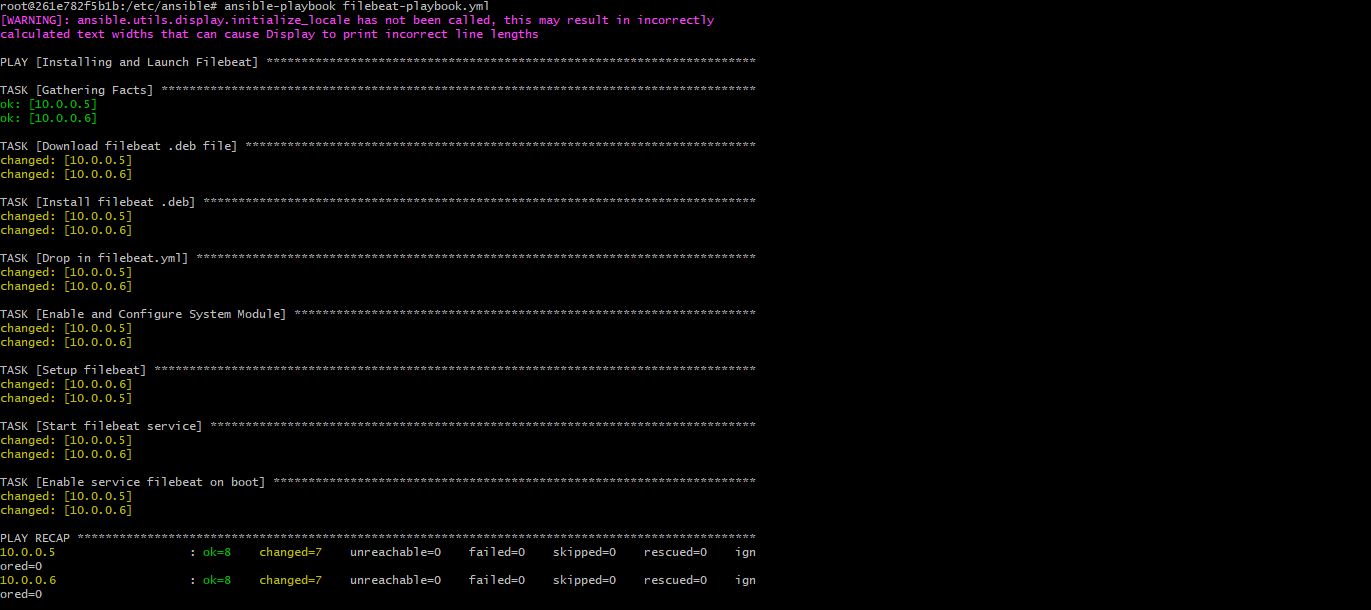 root@261e782f5b1b:/etc/ansible# ansible-playbook filebeat-playbook.yml
[WARNING]: ansible.utils.display.initialize_locale has not been called, this may result in incorrectly
calculated text widths that can cause Display to print incorrect line lengths
PLAY [Installing and Launch Filebeat] ***********************************************************************
TASK [Gathering Facts] **************************************************************************************
ok: [10.0.0.5]
ok: [10.0.0.6]
TASK [Download filebeat .deb file] **************************************************************************
changed: [10.0.0.5]
changed: [10.0.0.6]
TASK [Install filebeat .deb] ********************************************************************************
changed: [10.0.0.5]
changed: [10.0.0.6]
TASK [Drop in filebeat.yml] *********************************************************************************
changed: [10.0.0.5]
changed: [10.0.0.6]
TASK [Enable and Configure System Module] *******************************************************************
changed: [10.0.0.5]
changed: [10.0.0.6]
TASK [Setup filebeat] ***************************************************************************************
changed: [10.0.0.6]
changed: [10.0.0.5]
TASK [Start filebeat service] *******************************************************************************
changed: [10.0.0.5]
changed: [10.0.0.6]
TASK [Enable service filebeat on boot] **********************************************************************
changed: [10.0.0.5]
changed: [10.0.0.6]
PLAY RECAP **************************************************************************************************
10.0.0.5                   : ok=8    changed=7    unreachable=0    failed=0    skipped=0    rescued=0    ign
ored=0
10.0.0.6                   : ok=8    changed=7    unreachable=0    failed=0    skipped=0    rescued=0    ign
ored=0